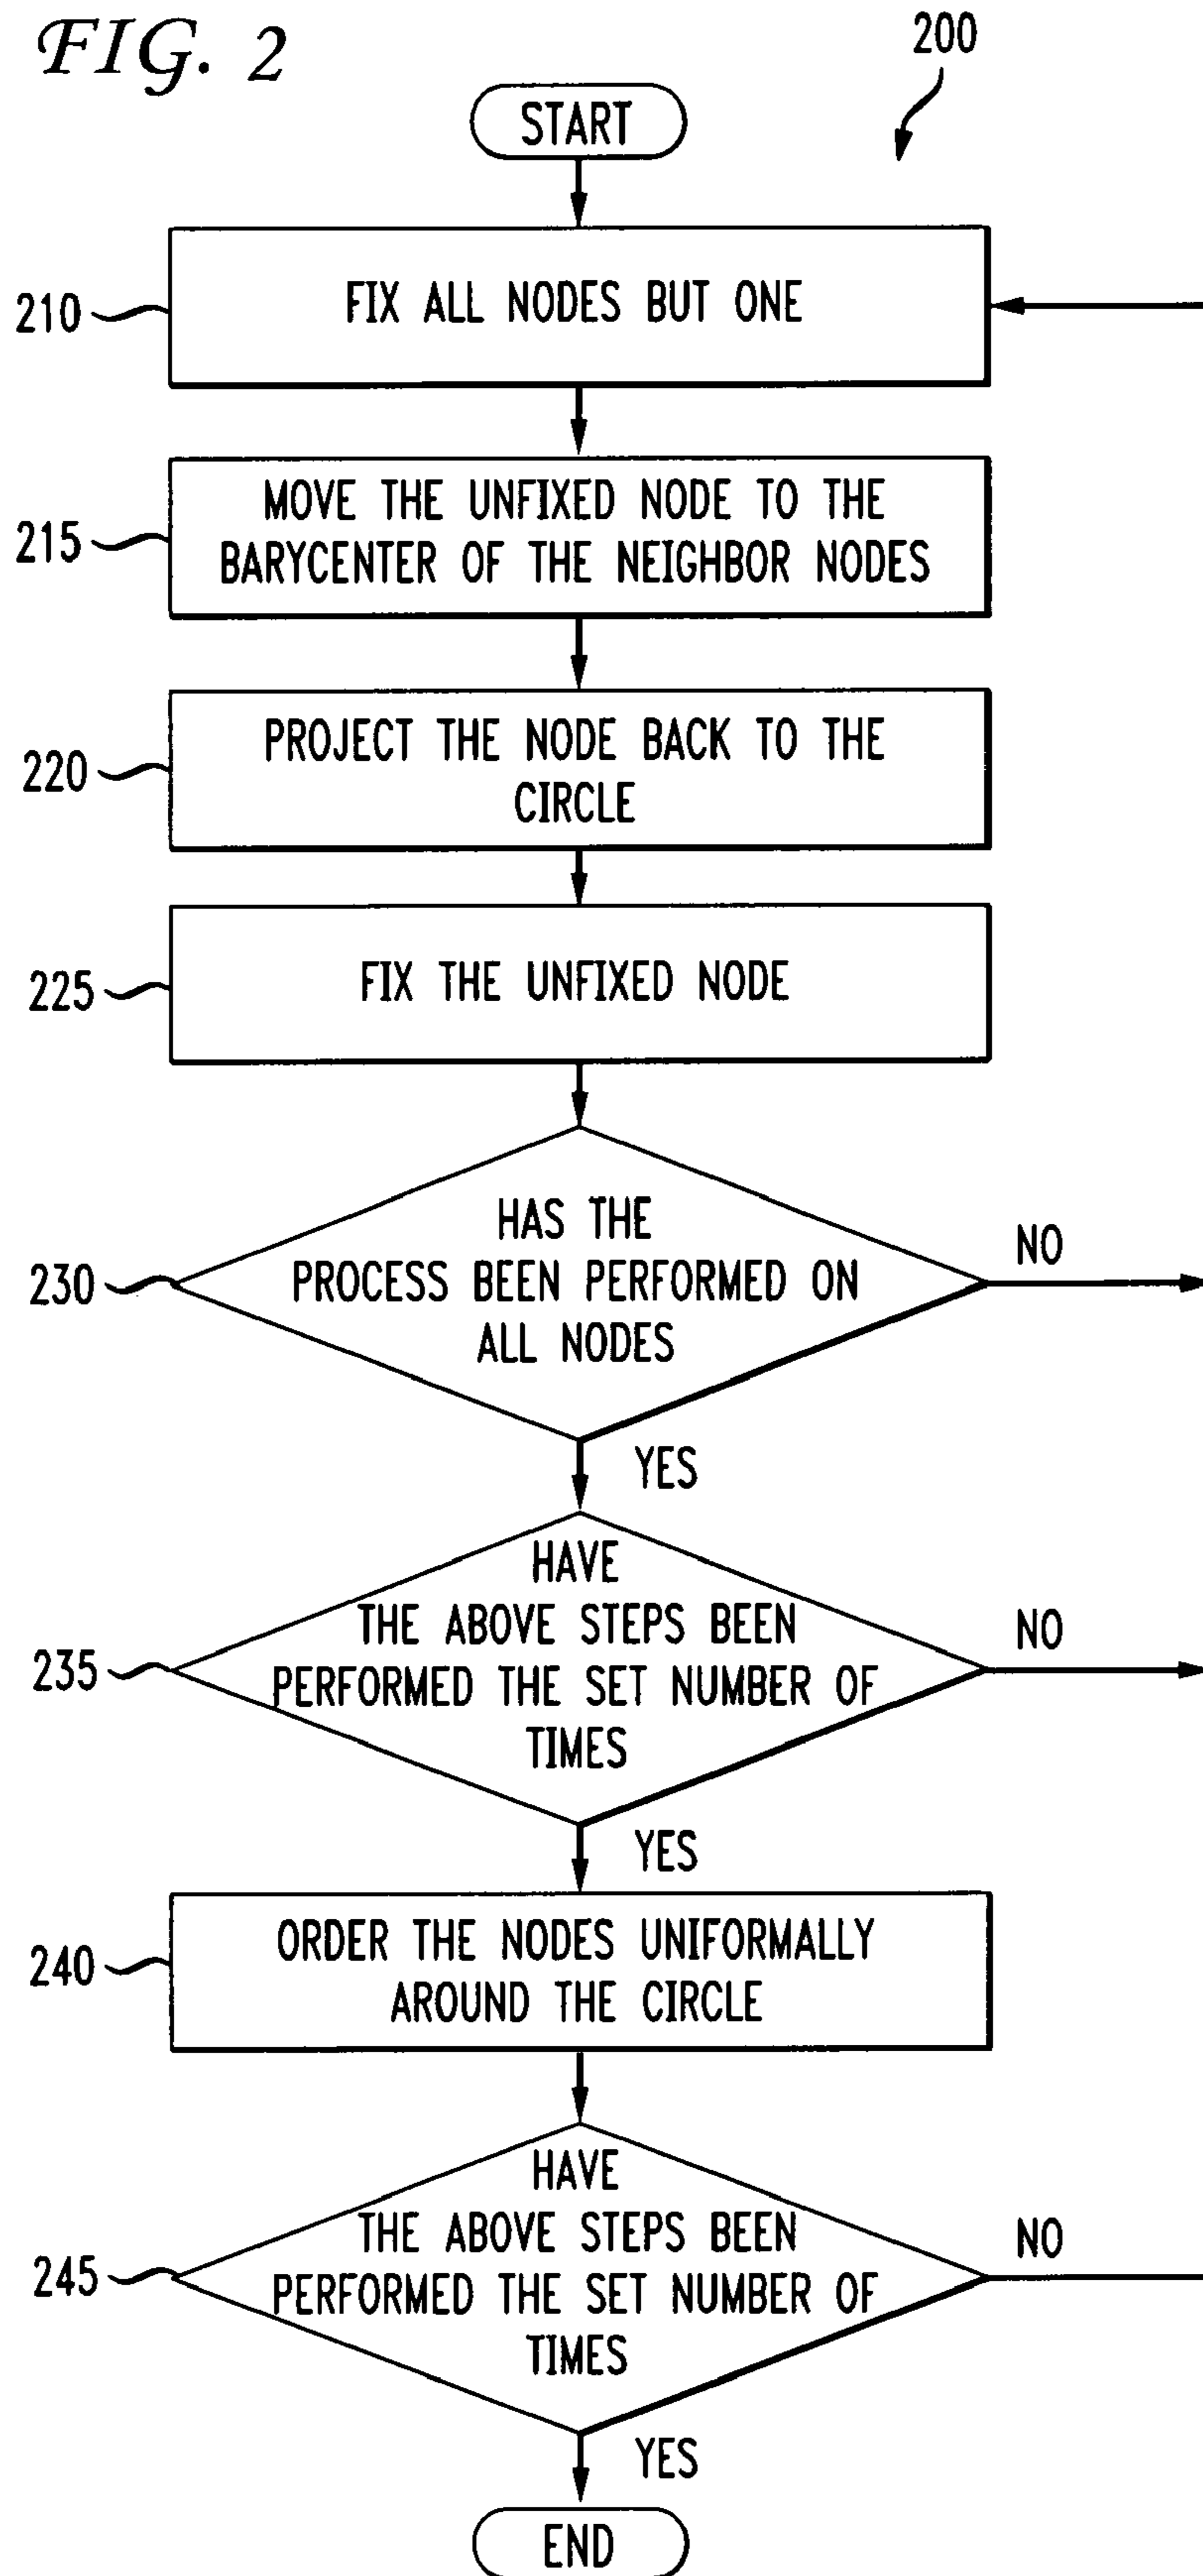 FIG. 2
200
START
210
FIX ALL NODES BUT ONE
215
MOVE THE UNFIXED NODE TO THE
BARYCENTER OF THE NEIGHBOR NODES
220
PROJECT THE NODE BACK TO THE
CIRCLE
225
FIX THE UNFIXED NODE
230
HAS THE
PROCESS BEEN PERFORMED ON
ALL NODES
NO
YES
235
HAVE
THE ABOVE STEPS BEEN
PERFORMED THE SET NUMBER OF
TIMES
NO
YES
240
ORDER THE NODES UNIFORMALLY
AROUND THE CIRCLE
245
HAVE
THE ABOVE STEPS BEEN
PERFORMED THE SET NUMBER OF
TIMES
NO
YES
END